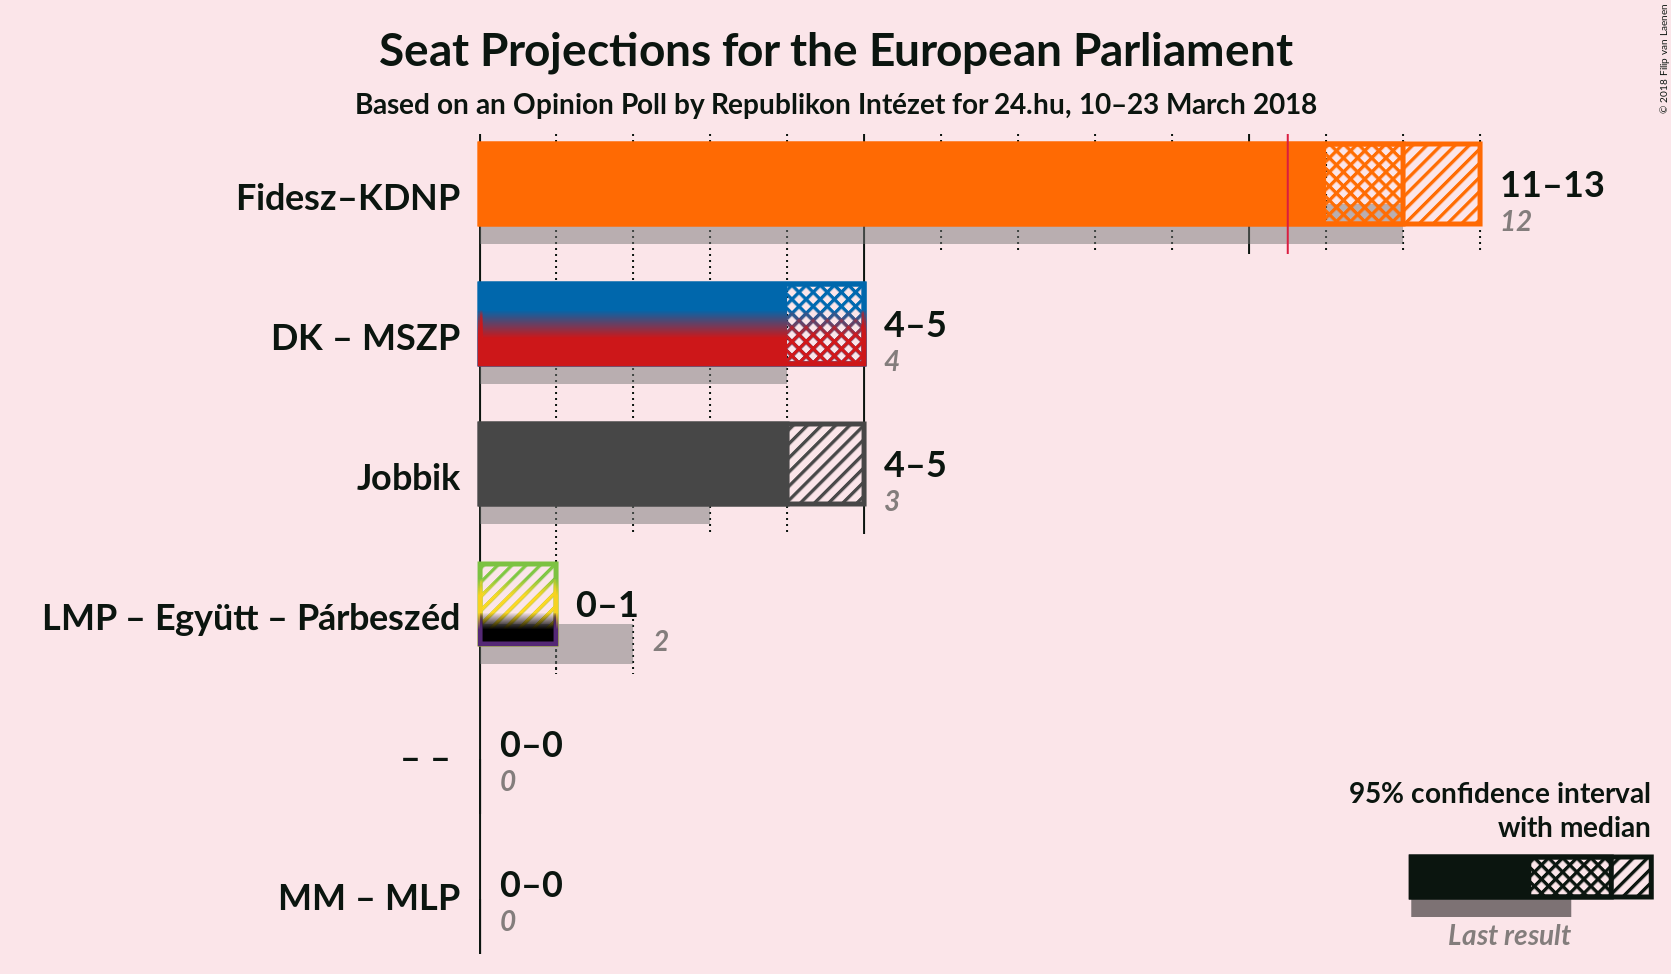 Seat Projections for the European Parliament
Based on an Opinion Poll by Republikon Intézet for 24.hu, 10–23 March 2018
© 2018 Filip van Laenen
Fidesz–KDNP
11–13
12
DK – MSZP
4–5
4
Jobbik
4–5
3
LMP – Együtt – Párbeszéd
0–1
2
– –
0–0
0
MM – MLP
0–0
0
95% confidence interval
with median
Last result